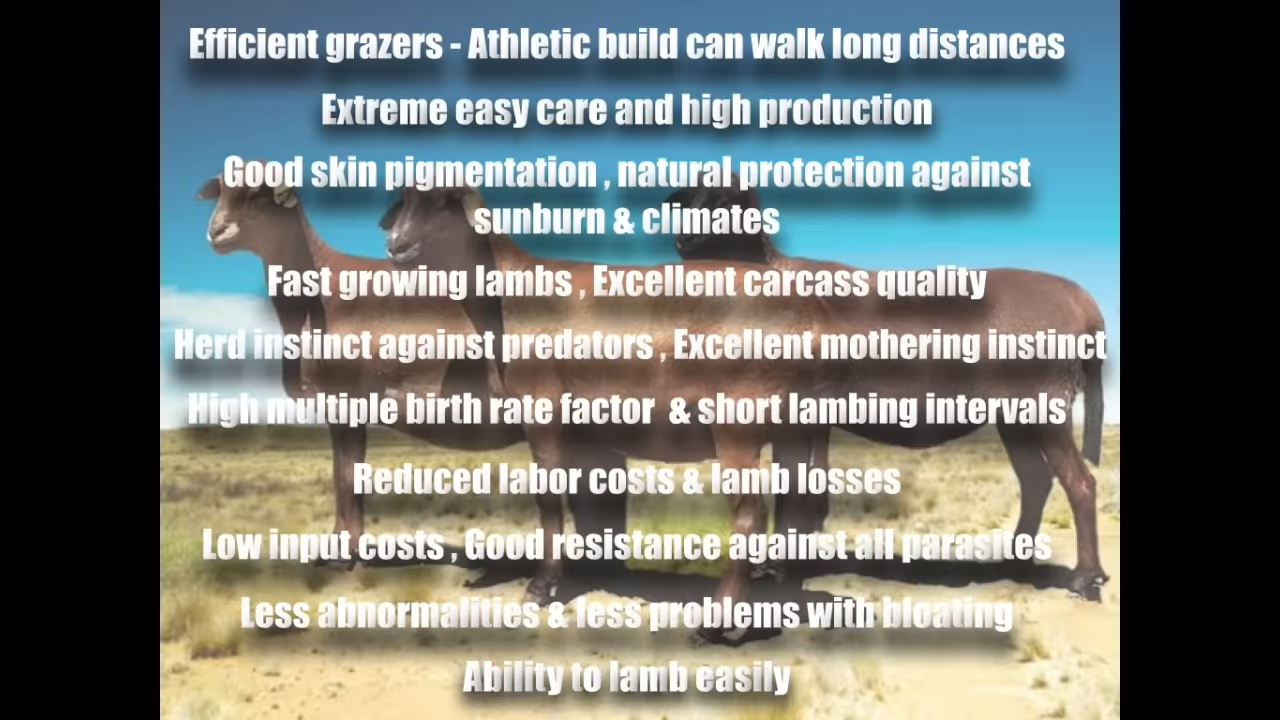 Efficient grazers - Athletic build can walk long distances
Extreme easy care and high production
Good skin pigmentation , natural protection against
sunburn & climates
Fast growing lambs , Excellent carcass quality
Herd instinct against predators , Excellent mothering instinct
High multiple birth rate factor & short lambing intervals
Reduced labor costs & lamb losses
Low input costs , Good resistance against all parasites
Less abnormalities & less problems with bloating
Ability to lamb easily